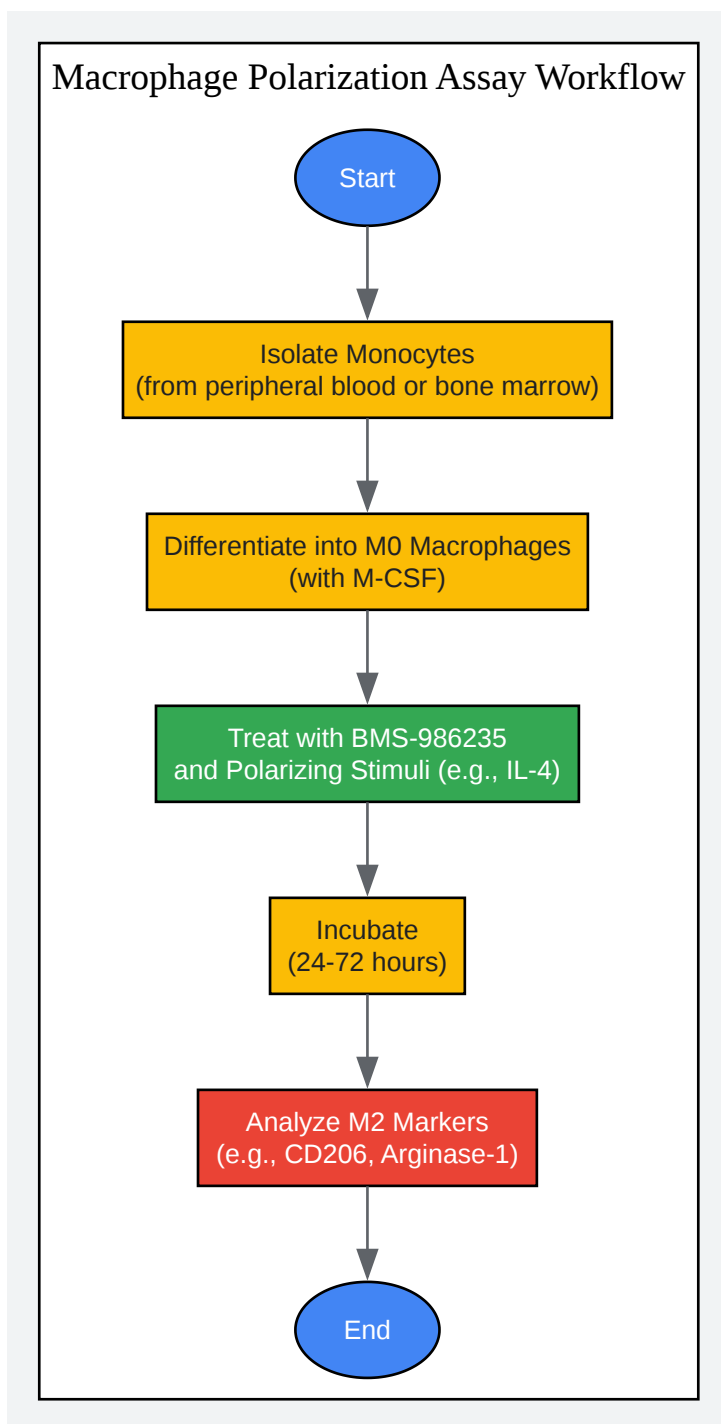 Macrophage Polarization Assay Workflow
Start
Isolate Monocytes
(from peripheral blood or bone marrow)
Differentiate into M0 Macrophages
(with M-CSF)
Treat with BMS-986235
and Polarizing Stimuli (e.g., IL-4)
Incubate
(24-72 hours)
Analyze M2 Markers
(e.g., CD206, Arginase-1)
End